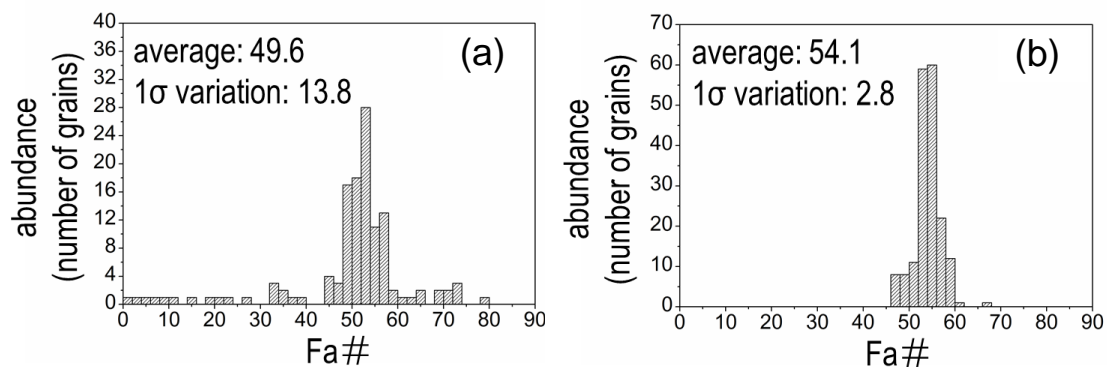 (a)
average: 49.6
1σ variation: 13.8
abundance
(number of grains)
40
36
32
28
24
20
16
12
8
4
0
0 10 20 30 40 50 60 70 80 90
Fa#
(b)
average: 54.1
1σ variation: 2.8
abundance
(number of grains)
70
60
50
40
30
20
10
0
0 10 20 30 40 50 60 70 80 90
Fa#